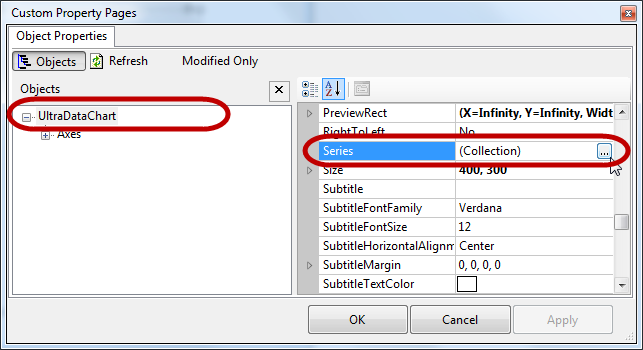 Custom Property Pages
Object Properties
Objects Refresh Modified Only
Objects
UltraDataChart
Axes
PreviewRect (X=Infinity, Y=Infinity, Widt
RightToLeft No
Series (Collection) ...
Size 400, 300
Subtitle
SubtitleFontFamily Verdana
SubtitleFontSize 12
SubtitleHorizontalAlignm Center
SubtitleMargin 0, 0, 0, 0
SubtitleTextColor
OK Cancel Apply